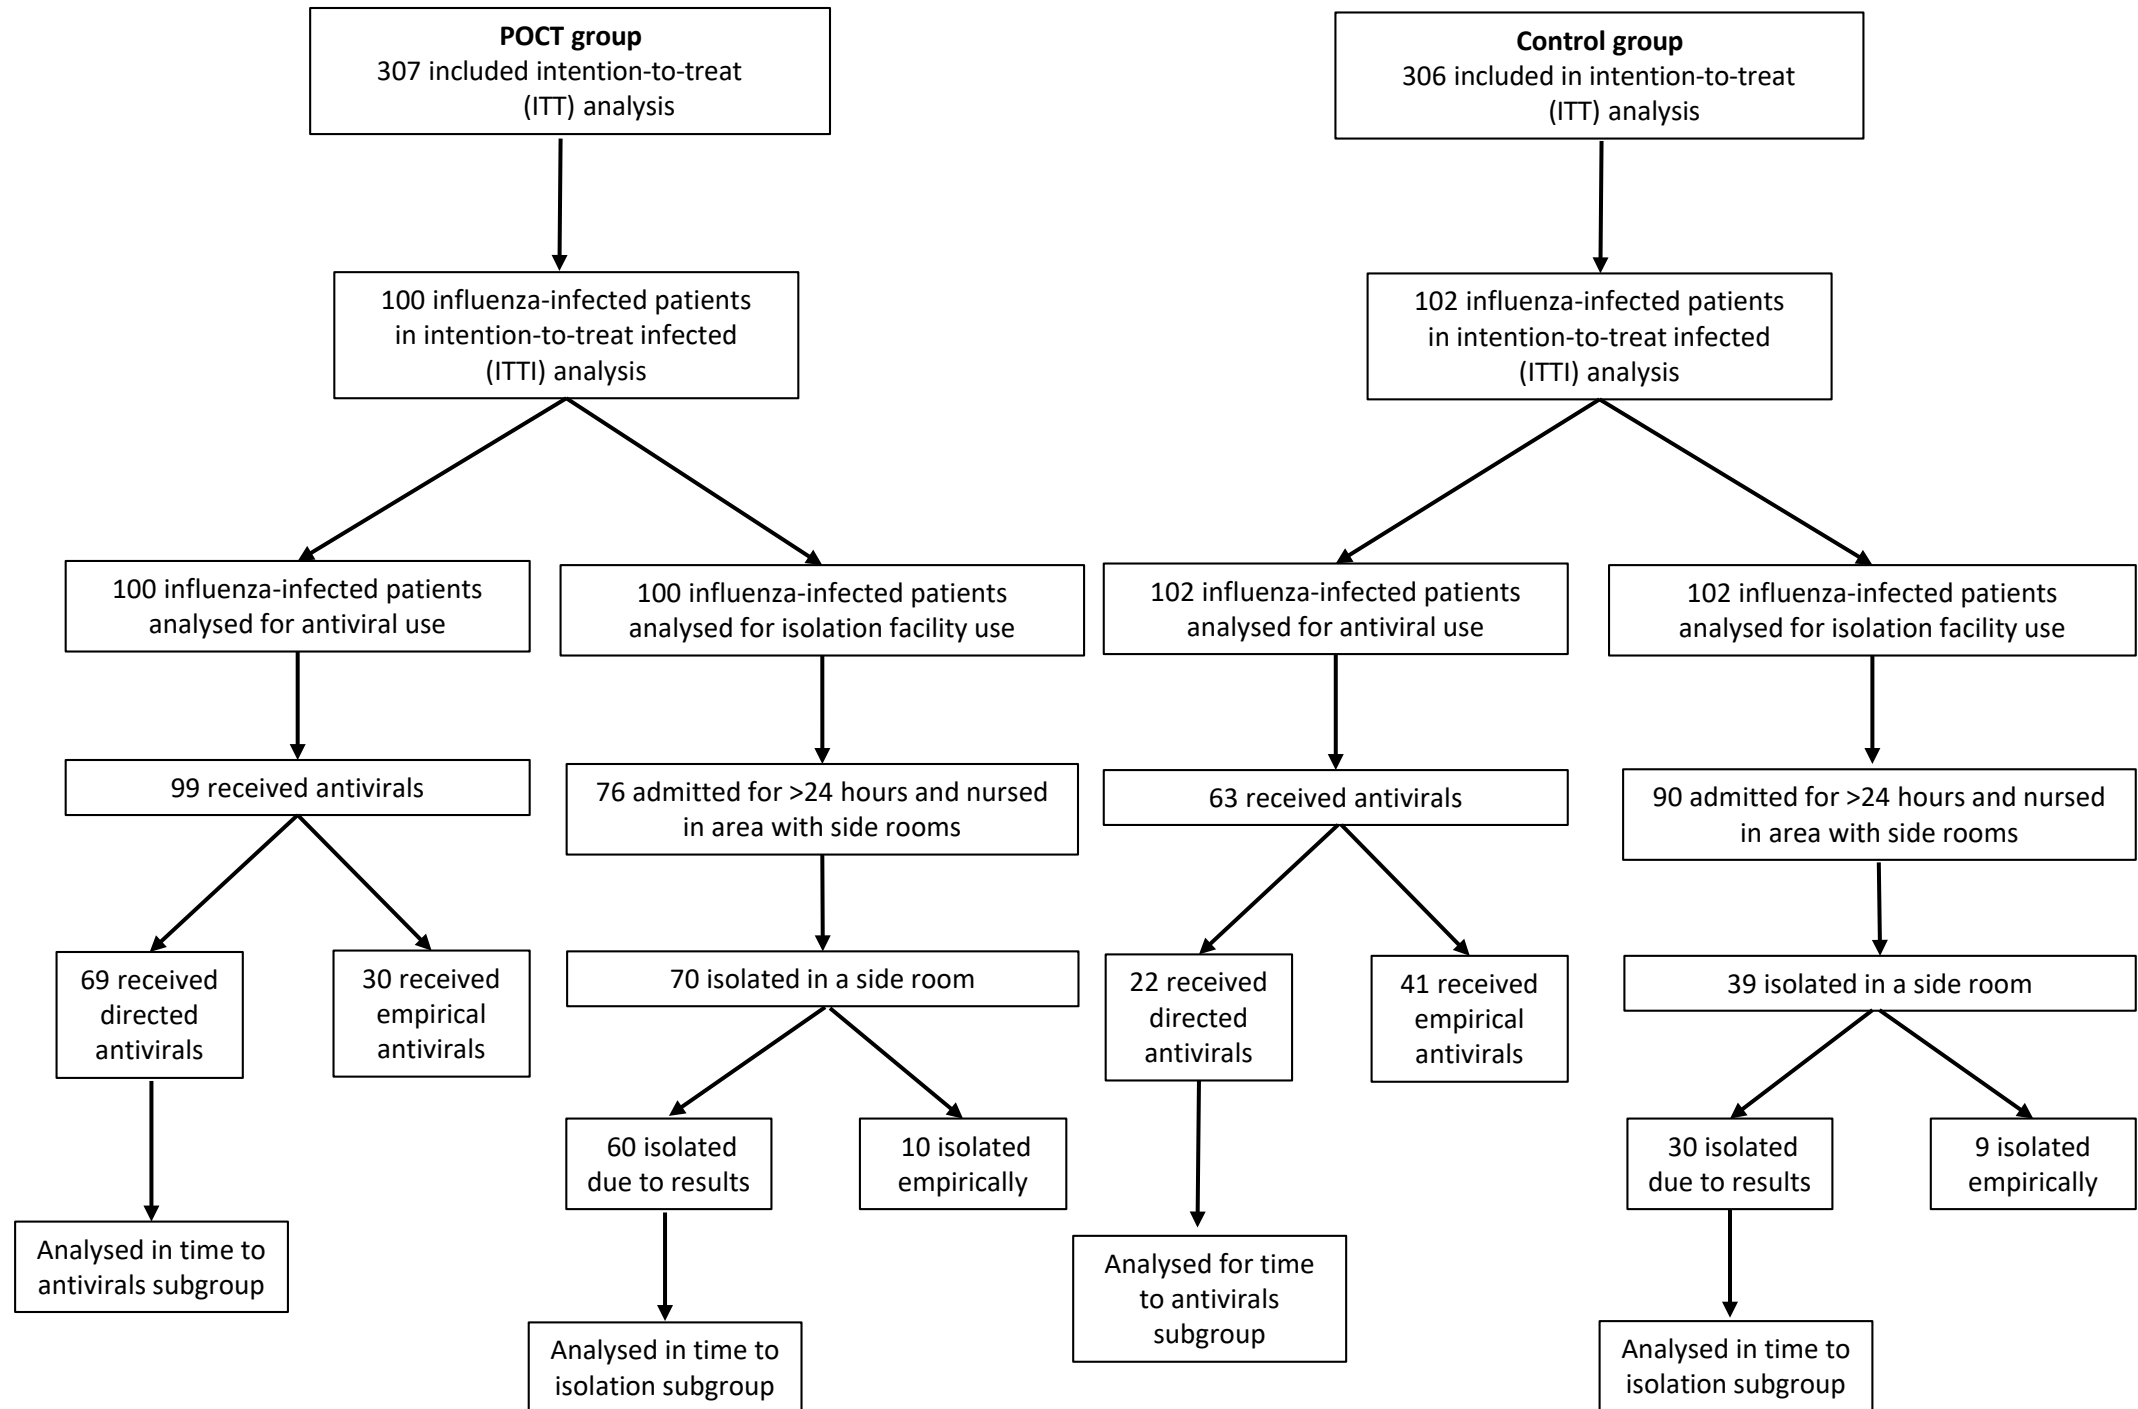 POCT group
307 included intention-to-treat
(ITT) analysis
Control group
306 included in intention-to-treat
(ITT) analysis
100 influenza-infected patients
in intention-to-treat infected
(ITTI) analysis
102 influenza-infected patients
in intention-to-treat infected
(ITTI) analysis
100 influenza-infected patients
analysed for antiviral use
100 influenza-infected patients
analysed for isolation facility use
102 influenza-infected patients
analysed for antiviral use
102 influenza-infected patients
analysed for isolation facility use
99 received antivirals
76 admitted for >24 hours and nursed
in area with side rooms
63 received antivirals
90 admitted for >24 hours and nursed
in area with side rooms
69 received
directed
antivirals
30 received
empirical
antivirals
70 isolated in a side room
22 received
directed
antivirals
41 received
empirical
antivirals
39 isolated in a side room
60 isolated
due to results
10 isolated
empirically
30 isolated
due to results
9 isolated
empirically
Analysed in time to
antivirals subgroup
Analysed in time to
isolation subgroup
Analysed for time
to antivirals
subgroup
Analysed in time to
isolation subgroup